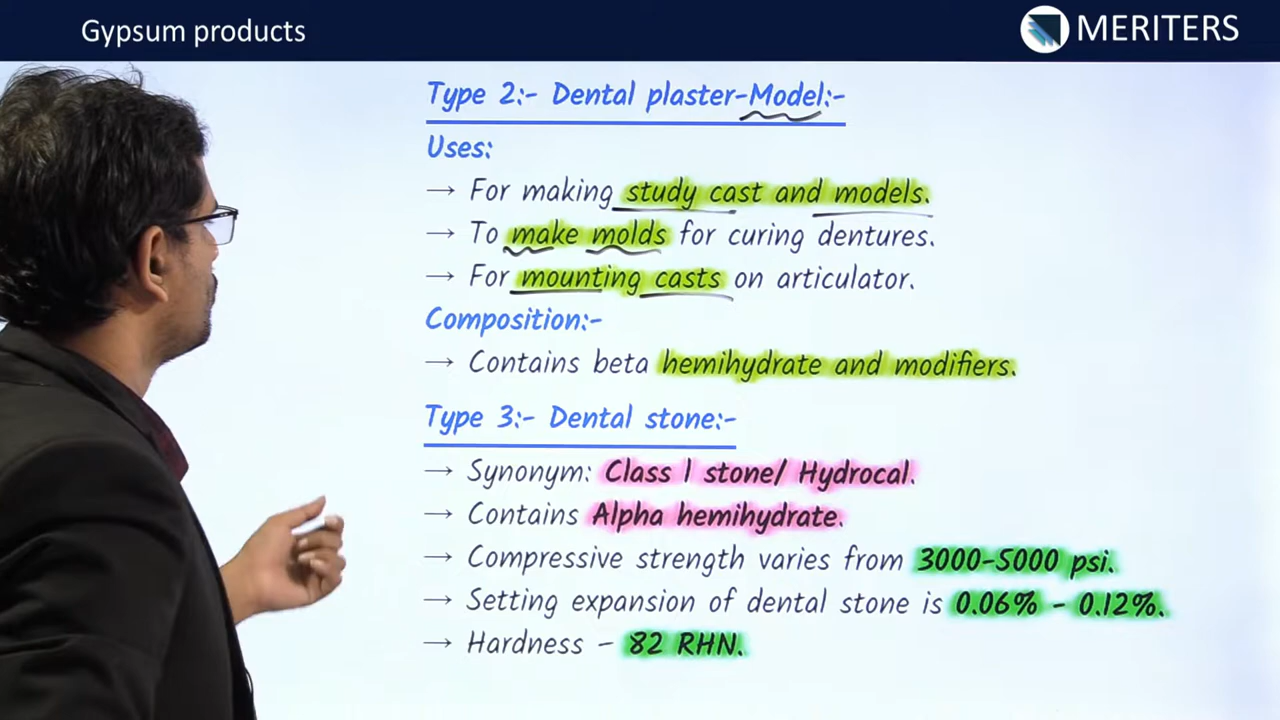 Gypsum products
MERITERS
Type 2:- Dental plaster-Model:-
Uses:
→ For making study cast and models.
→ To make molds for curing dentures.
→ For mounting casts on articulator.
Composition:-
→ Contains beta hemihydrate and modifiers.
Type 3:- Dental stone:-
→ Synonym: Class I stone/ Hydrocal.
→ Contains Alpha hemihydrate.
→ Compressive strength varies from 3000-5000 psi.
→ Setting expansion of dental stone is 0.06% - 0.12%.
→ Hardness - 82 RHN.